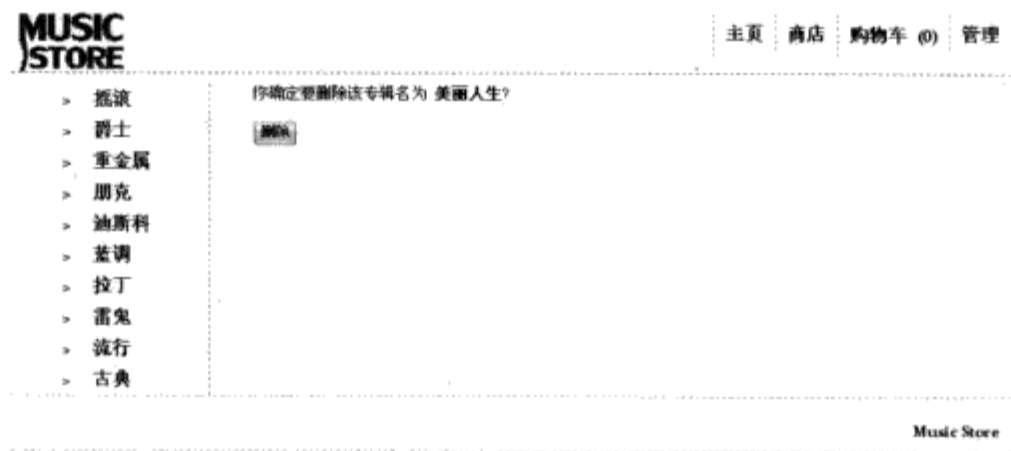 MUSIC
STORE
主页 商店 购物车 (0) 管理
> 摇滚
> 爵士
> 重金属
> 朋克
> 迪斯科
> 蓝调
> 拉丁
> 雷鬼
> 流行
> 古典
你确定要删除该专辑名为 美丽人生?
删除
Music Store